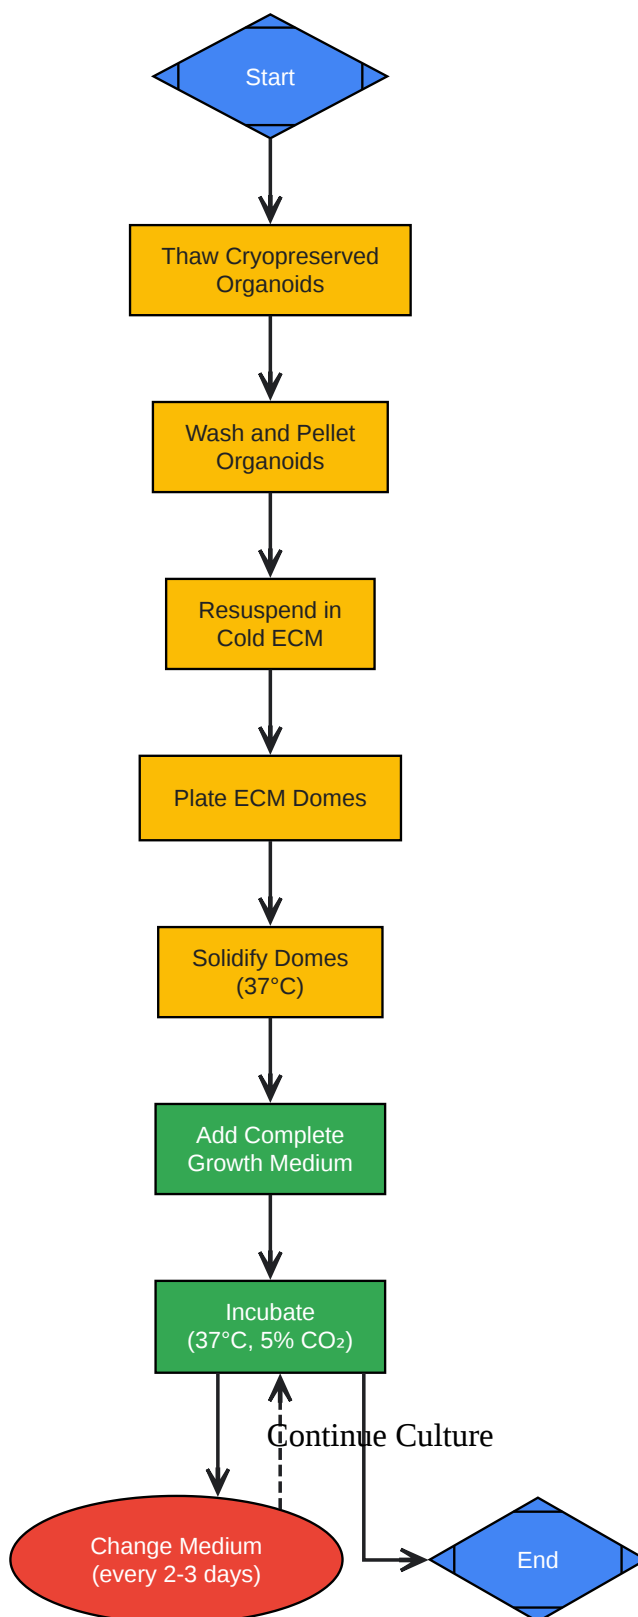 Start
Thaw Cryopreserved
Organoids
Wash and Pellet
Organoids
Resuspend in
Cold ECM
Plate ECM Domes
Solidify Domes
(37°C)
Add Complete
Growth Medium
Incubate
(37°C, 5% CO₂)
Continue Culture
Change Medium
(every 2-3 days)
End